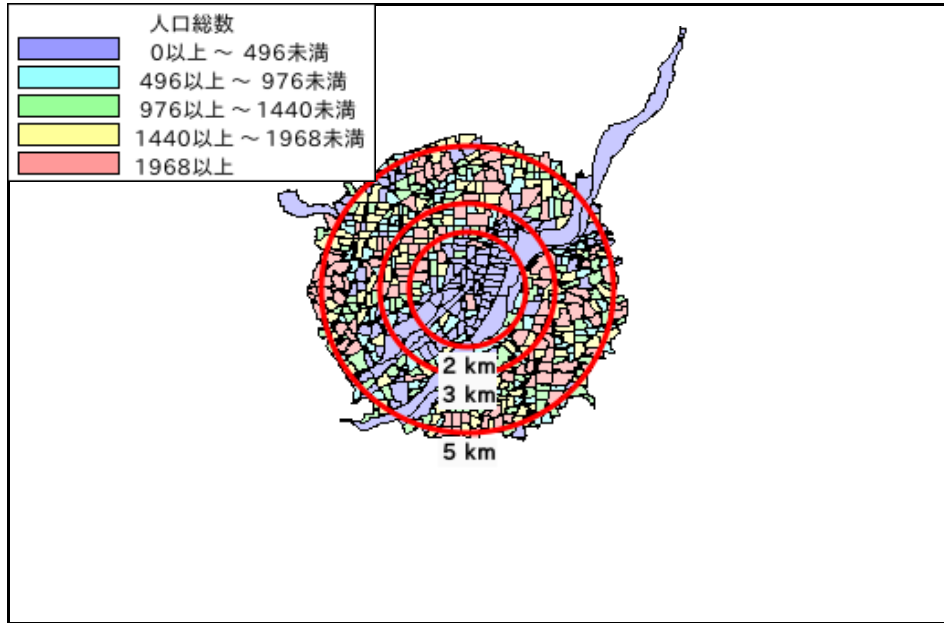 人口総数
0以上 ～ 496未満
496以上 ～ 976未満
976以上 ～ 1440未満
1440以上 ～ 1968未満
1968以上
2 km
3 km
5 km